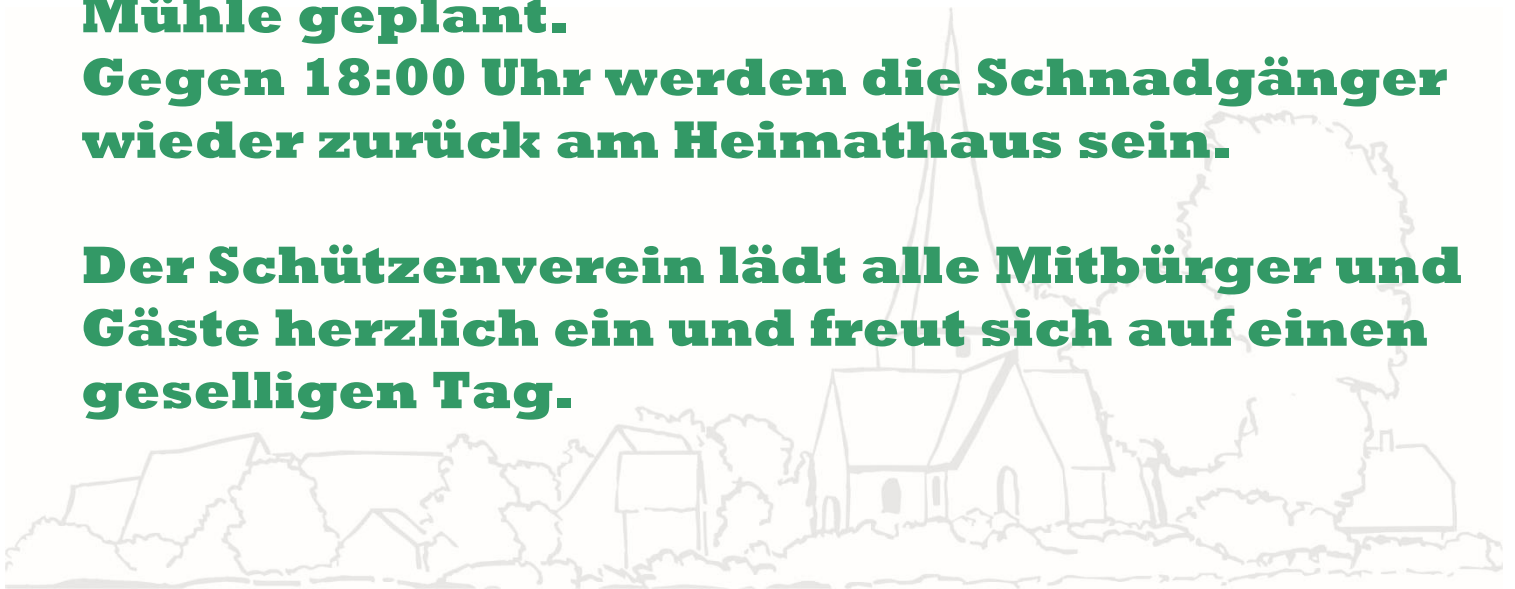 Mühle geplant.
Gegen 18:00 Uhr werden die Schnadgänger
wieder zurück am Heimathaus sein.
Der Schützenverein lädt alle Mitbürger und
Gäste herzlich ein und freut sich auf einen
geselligen Tag.